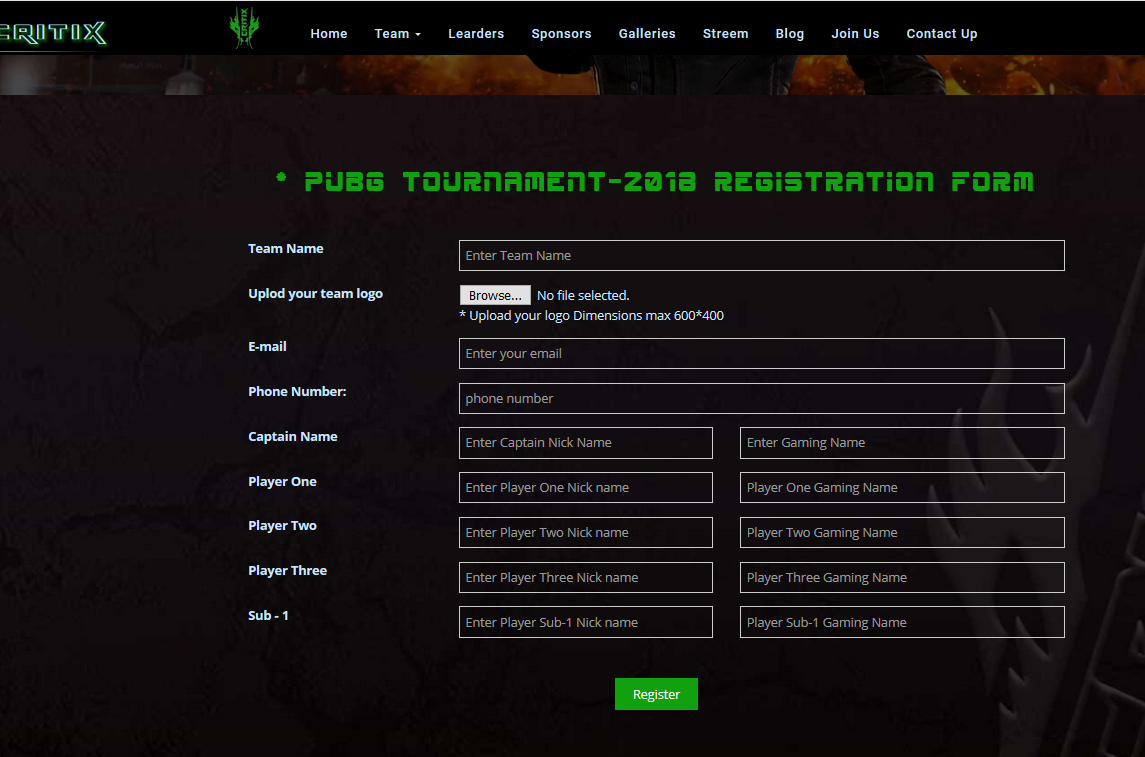 CRITIX
CRITIX
Home Team Learders Sponsors Galleries Streem Blog Join Us Contact Up
* PUBG TOURNAMENT-2018 REGISTRATION FORM
Team Name Enter Team Name
Uplod your team logo Browse... No file selected.
* Upload your logo Dimensions max 600*400
E-mail Enter your email
Phone Number: phone number
Captain Name Enter Captain Nick Name Enter Gaming Name
Player One Enter Player One Nick name Player One Gaming Name
Player Two Enter Player Two Nick name Player Two Gaming Name
Player Three Enter Player Three Nick name Player Three Gaming Name
Sub - 1 Enter Player Sub-1 Nick name Player Sub-1 Gaming Name
Register